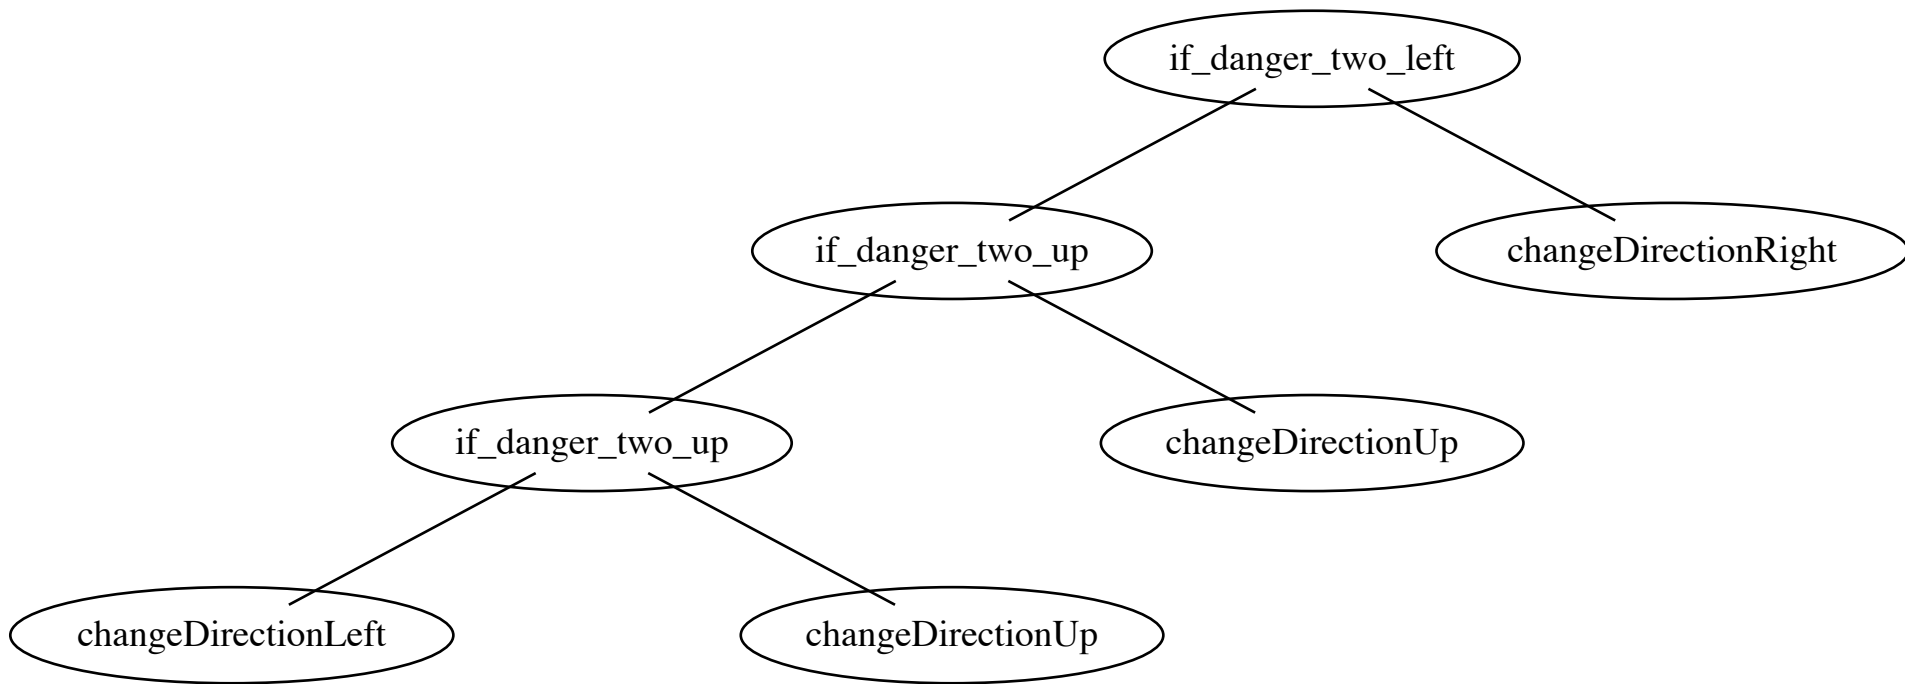 if_danger_two_left
if_danger_two_up
changeDirectionRight
if_danger_two_up
changeDirectionUp
changeDirectionLeft
changeDirectionUp